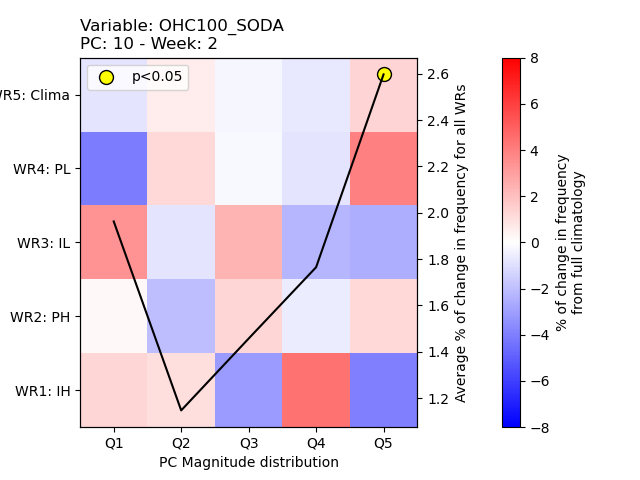 Variable: OHC100_SODA
PC: 10 - Week: 2
p<0.05
WR5: Clima
WR4: PL
WR3: IL
WR2: PH
WR1: IH
Q1 Q2 Q3 Q4 Q5
PC Magnitude distribution
2.6
2.4
2.2
2.0
1.8
1.6
1.4
1.2
Average % of change in frequency for all WRs
8
6
4
2
0
−2
−4
−6
−8
% of change in frequency
from full climatology